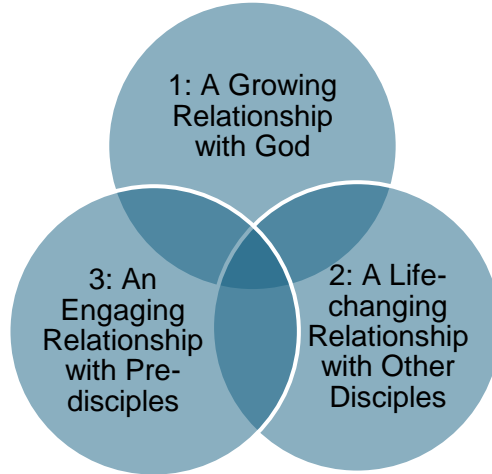 1: A Growing
Relationship
with God
3: An
Engaging
Relationship
with Pre-
disciples
2: A Life-
changing
Relationship
with Other
Disciples